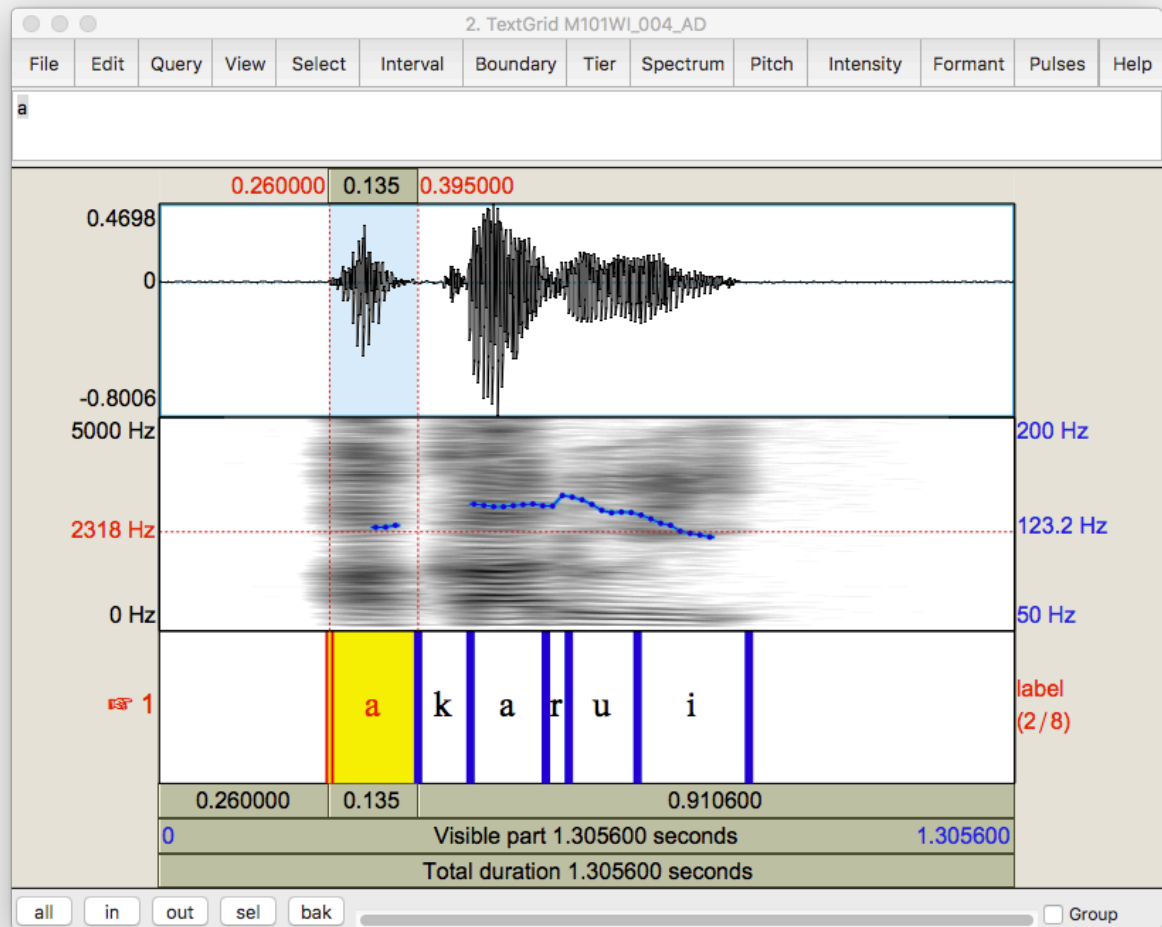 2. TextGrid M101WI_004_AD
File Edit Query View Select Interval Boundary Tier Spectrum Pitch Intensity Formant Pulses Help
a
0.260000 0.135 0.395000
0.4698
0
-0.8006
5000 Hz 200 Hz
2318 Hz 123.2 Hz
0 Hz 50 Hz
☞ 1 a k a r u i label
(2 / 8)
0.260000 0.135 0.910600
0 Visible part 1.305600 seconds 1.305600
Total duration 1.305600 seconds
all in out sel bak Group